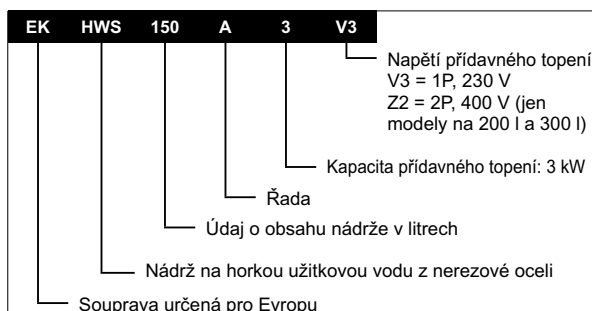 EK HWS 150 A 3 V3
Napětí přídavného topení
V3 = 1P, 230 V
Z2 = 2P, 400 V (jen
modely na 200 l a 300 l)
Kapacita přídavného topení: 3 kW
Řada
Údaj o obsahu nádrže v litrech
Nádrž na horkou užitkovou vodu z nerezové oceli
Souprava určená pro Evropu